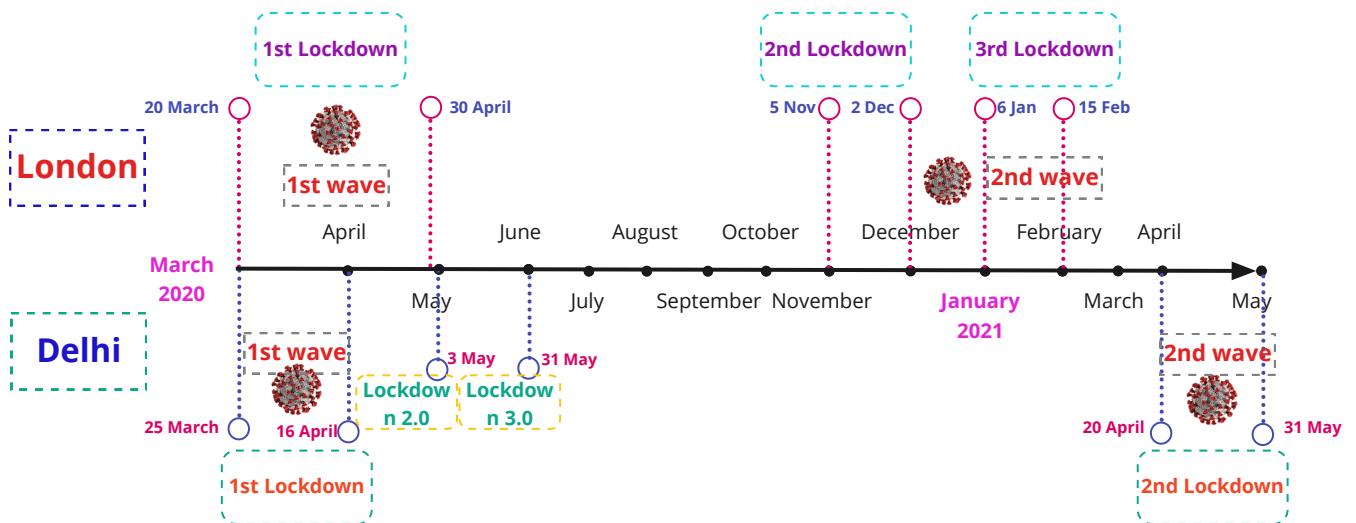 1st Lockdown
2nd Lockdown
3rd Lockdown
20 March
30 April
5 Nov
2 Dec
6 Jan
15 Feb
London
1st wave
2nd wave
April
June
August
October
December
February
April
March
2020
May
July
September
November
January
2021
March
May
Delhi
1st wave
3 May
31 May
2nd wave
Lockdow
n 2.0
Lockdow
n 3.0
25 March
16 April
20 April
31 May
1st Lockdown
2nd Lockdown